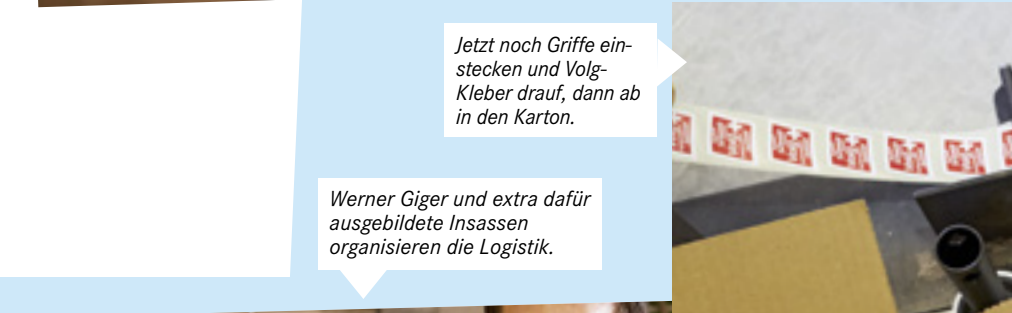 Jetzt noch Griffe ein-
stecken und Volg-
Kleber drauf, dann ab
in den Karton.
Werner Giger und extra dafür
ausgebildete Insassen
organisieren die Logistik.